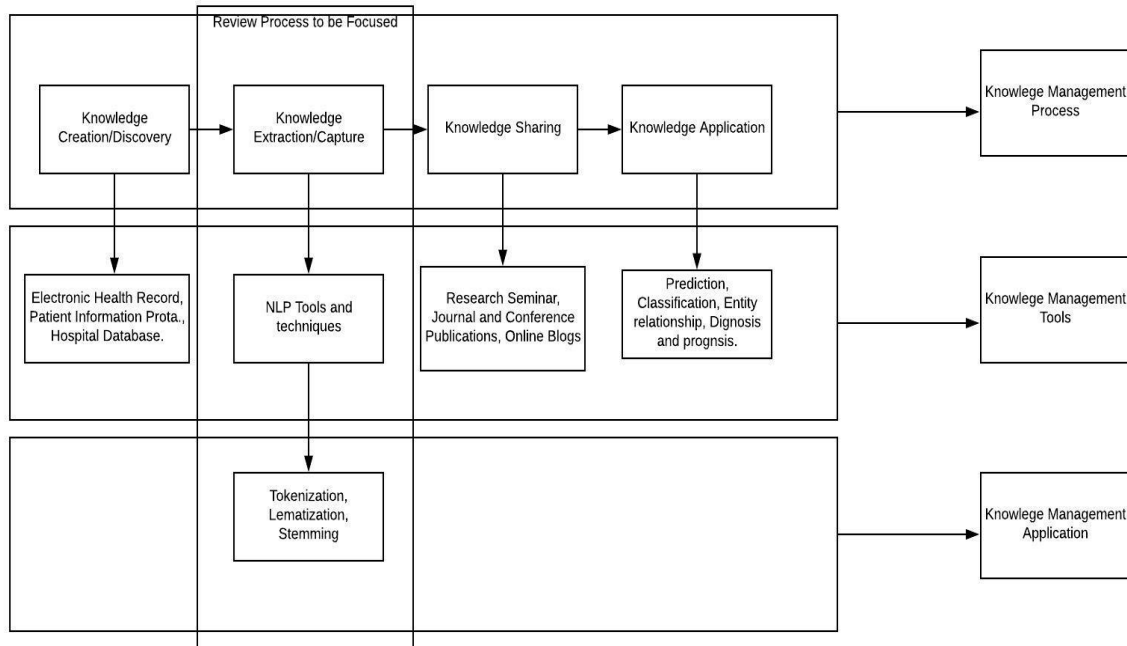 Review Process to be Focused
Knowledge
Creation/Discovery
Knowledge
Extraction/Capture
Knowledge Sharing
Knowledge Application
Knowlege Management
Process
Electronic Health Record,
Patient Information Prota.,
Hospital Database.
NLP Tools and
techniques
Research Seminar,
Journal and Conference
Publications, Online Blogs
Prediction,
Classification, Entity
relationship, Dignosis
and prognsis.
Knowlege Management
Tools
Tokenization,
Lematization,
Stemming
Knowlege Management
Application